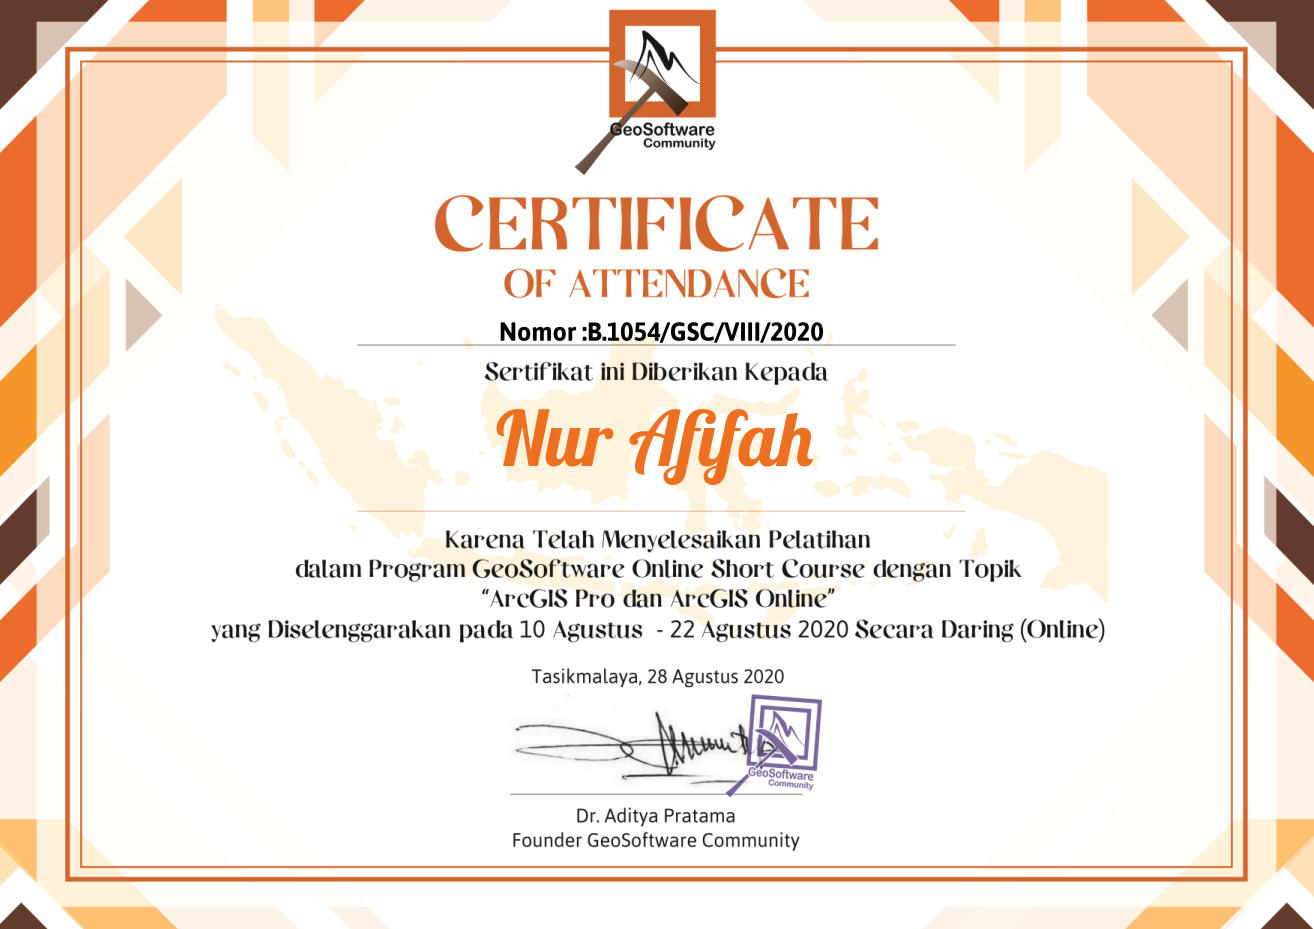 GeoSoftware
Community
CERTIFICATE
OF ATTENDANCE
Nomor :B.1054/GSC/VIII/2020
Sertifikat ini Diberikan Kepada
Nur Afifah
Karena Telah Menyelesaikan Pelatihan
dalam Program GeoSoftware Online Short Course dengan Topik
“ArcGIS Pro dan ArcGIS Online”
yang Diselenggarakan pada 10 Agustus - 22 Agustus 2020 Secara Daring (Online)
Tasikmalaya, 28 Agustus 2020
GeoSoftware
Community
Dr. Aditya Pratama
Founder GeoSoftware Community